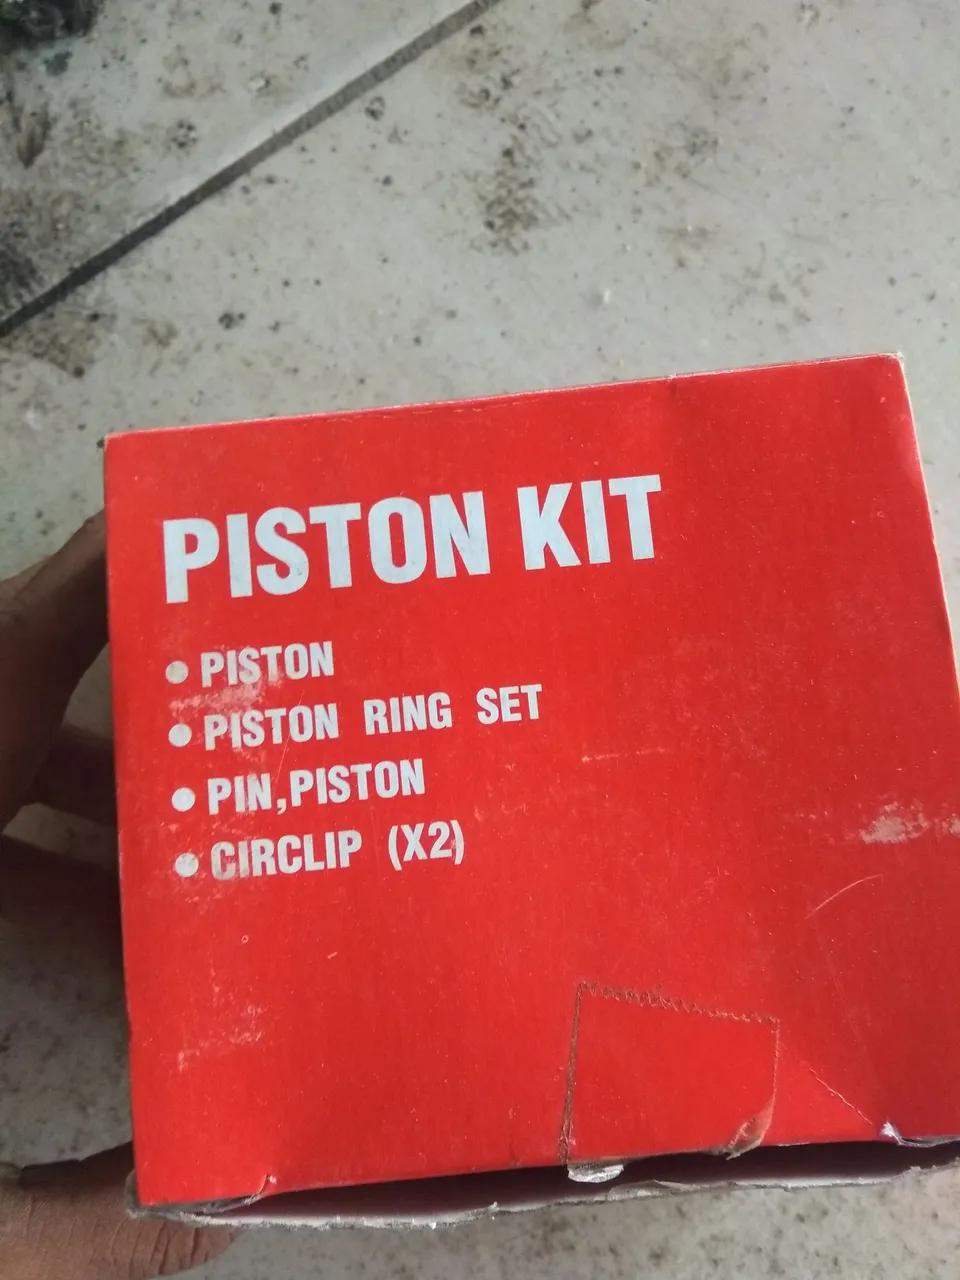 PISTON KIT
• PISTON
• PISTON RING SET
• PIN,PISTON
• CIRCLIP (X2)